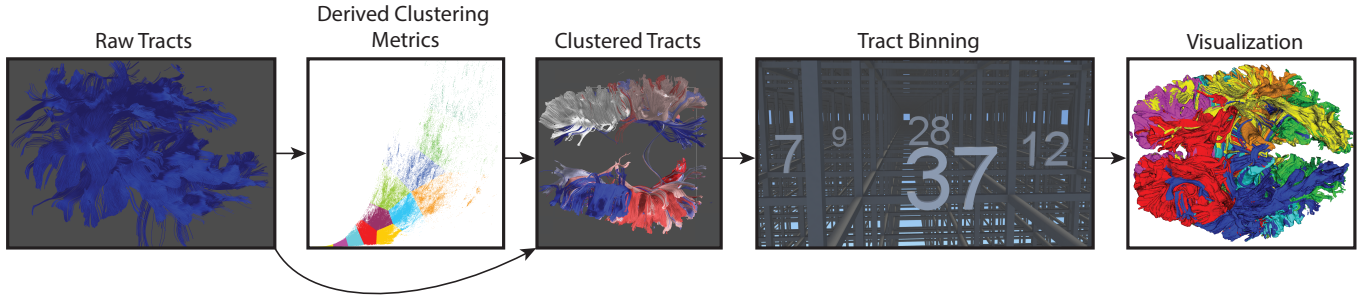 Raw Tracts
Derived Clustering
Metrics
Clustered Tracts
Tract Binning
Visualization
7
9
28
37
12